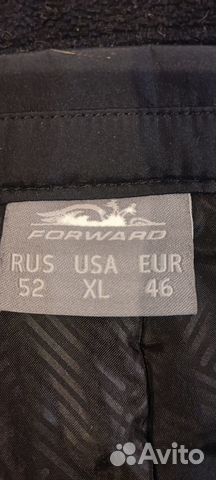 FORWARD
RUS USA EUR
52 XL 46
Avito